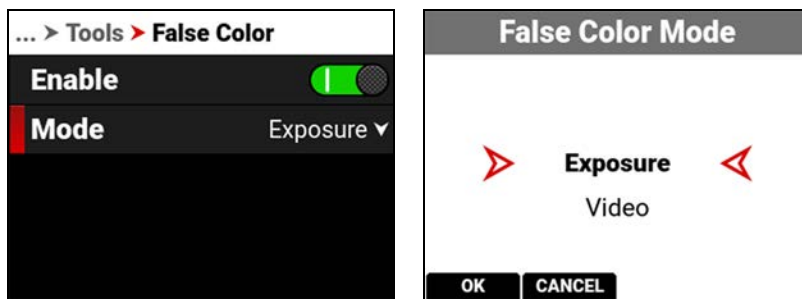 ... > Tools > False Color
Enable
Mode Exposure
False Color Mode
Exposure
Video
OK CANCEL